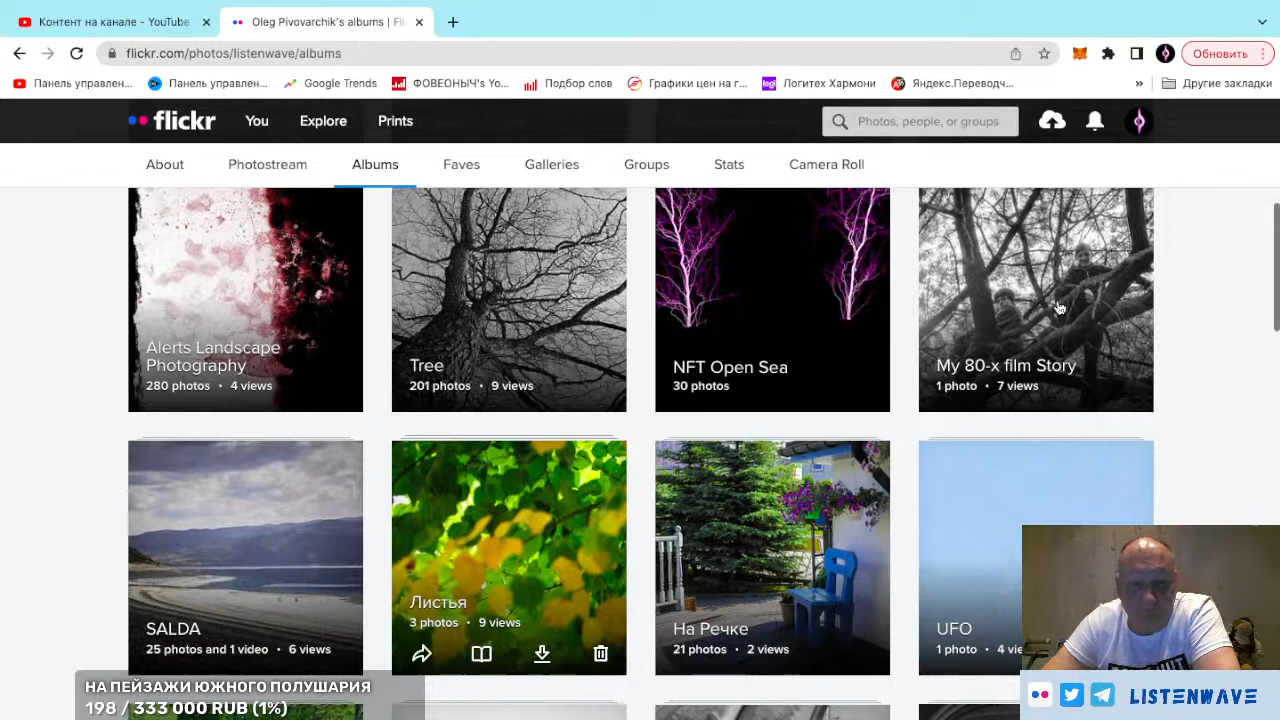 Контент на канале - YouTube
Oleg Pivovarchik's albums | Fli
flickr.com/photos/listenwave/albums
Обновить
Панель управлен...
Панель управлен...
Google Trends
ФОВЕОНЫЧ's Yo...
Подбор слов
Графики цен на г...
Логитех Хармони
Яндекс.Переводч...
»
Другие закладки
flickr
You
Explore
Prints
Photos, people, or groups
About
Photostream
Albums
Faves
Galleries
Groups
Stats
Camera Roll
Alerts Landscape
Photography
280 photos • 4 views
Tree
201 photos • 9 views
NFT Open Sea
30 photos
My 80-x film Story
1 photo • 7 views
SALDA
25 photos and 1 video • 6 views
Листья
3 photos • 9 views
На Речке
21 photos • 2 views
UFO
1 photo • 4 vie
НА ПЕЙЗАЖИ ЮЖНОГО ПОЛУШАРИЯ
198 / 333 000 RUB (1%)
LISTENWAVE